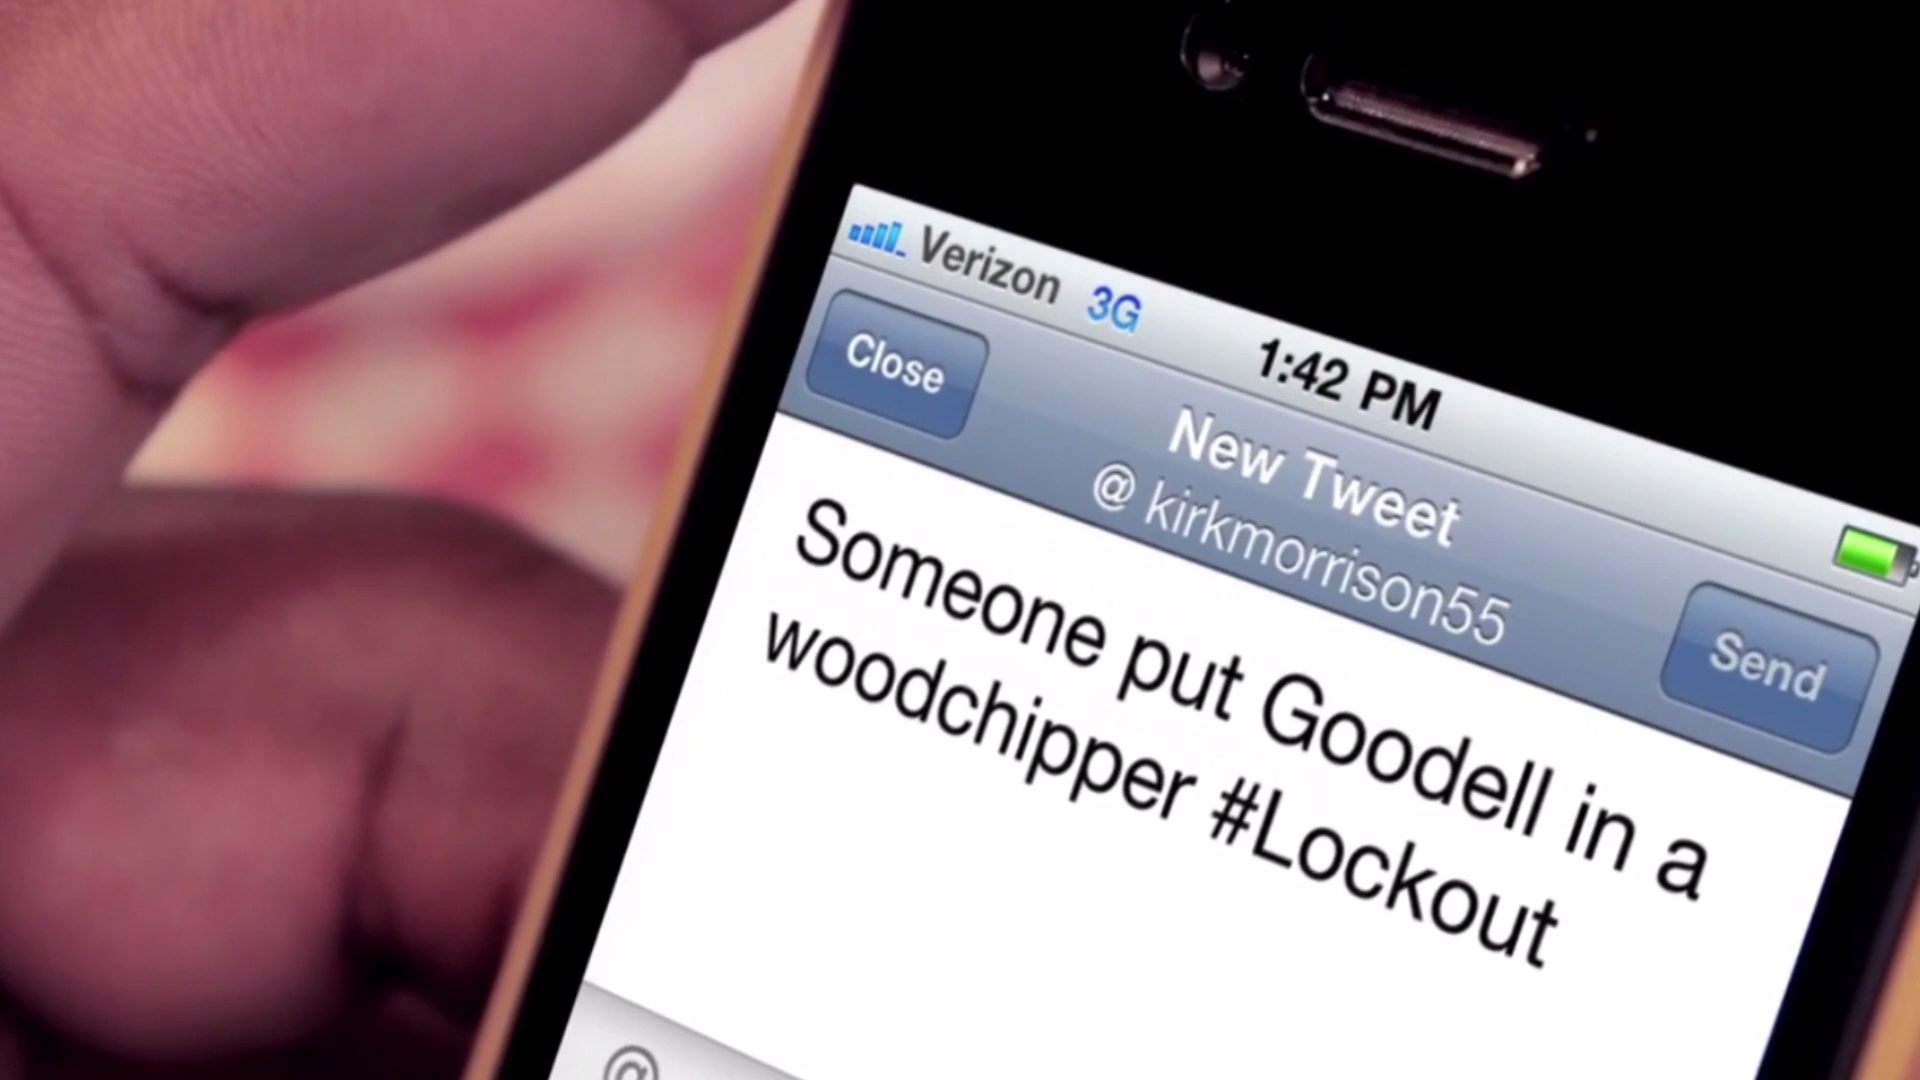 Verizon 3G 1:42 PM
Close
New Tweet
@ kirkmorrison55
Send
Someone put Goodell in a
woodchipper #Lockout
@